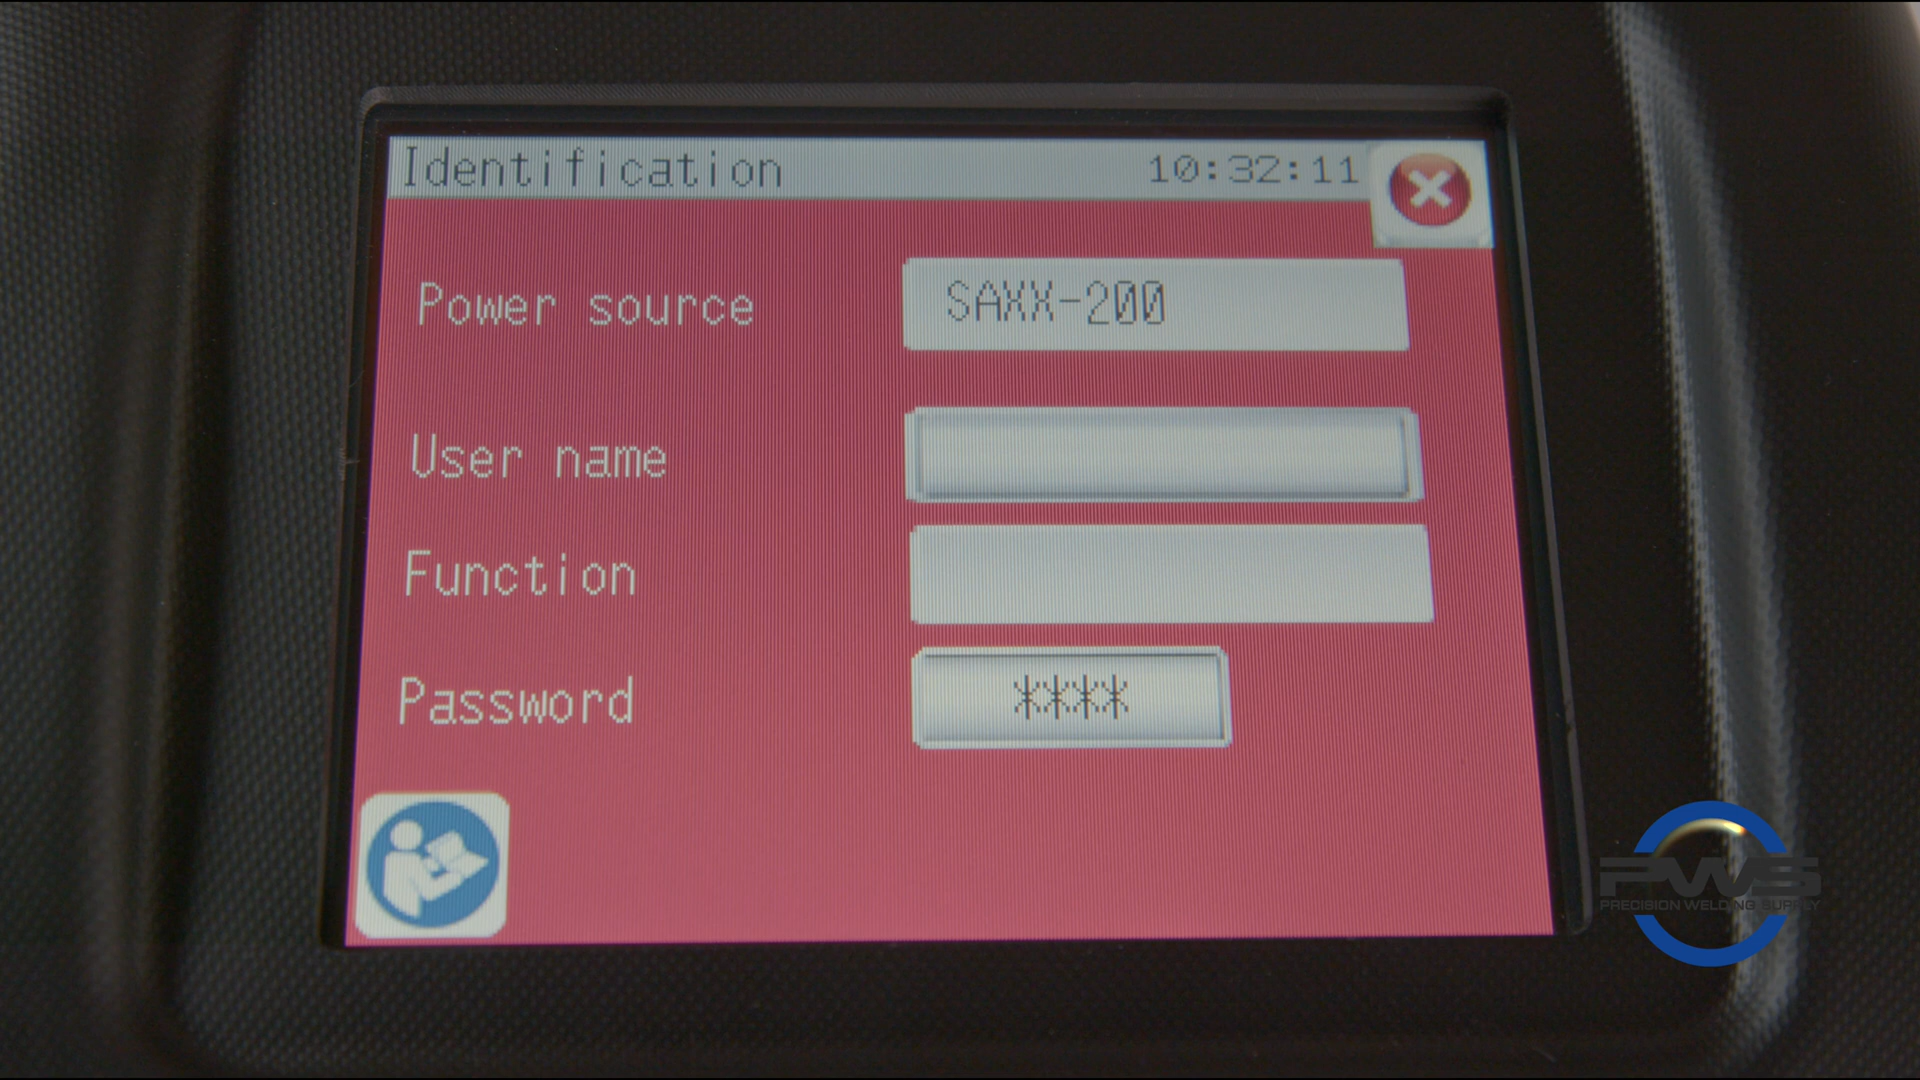 Identification 10:32:11
Power source SAXX-200
User name
Function
Password ****
PWS
PRECISION WELDING SUPPLY